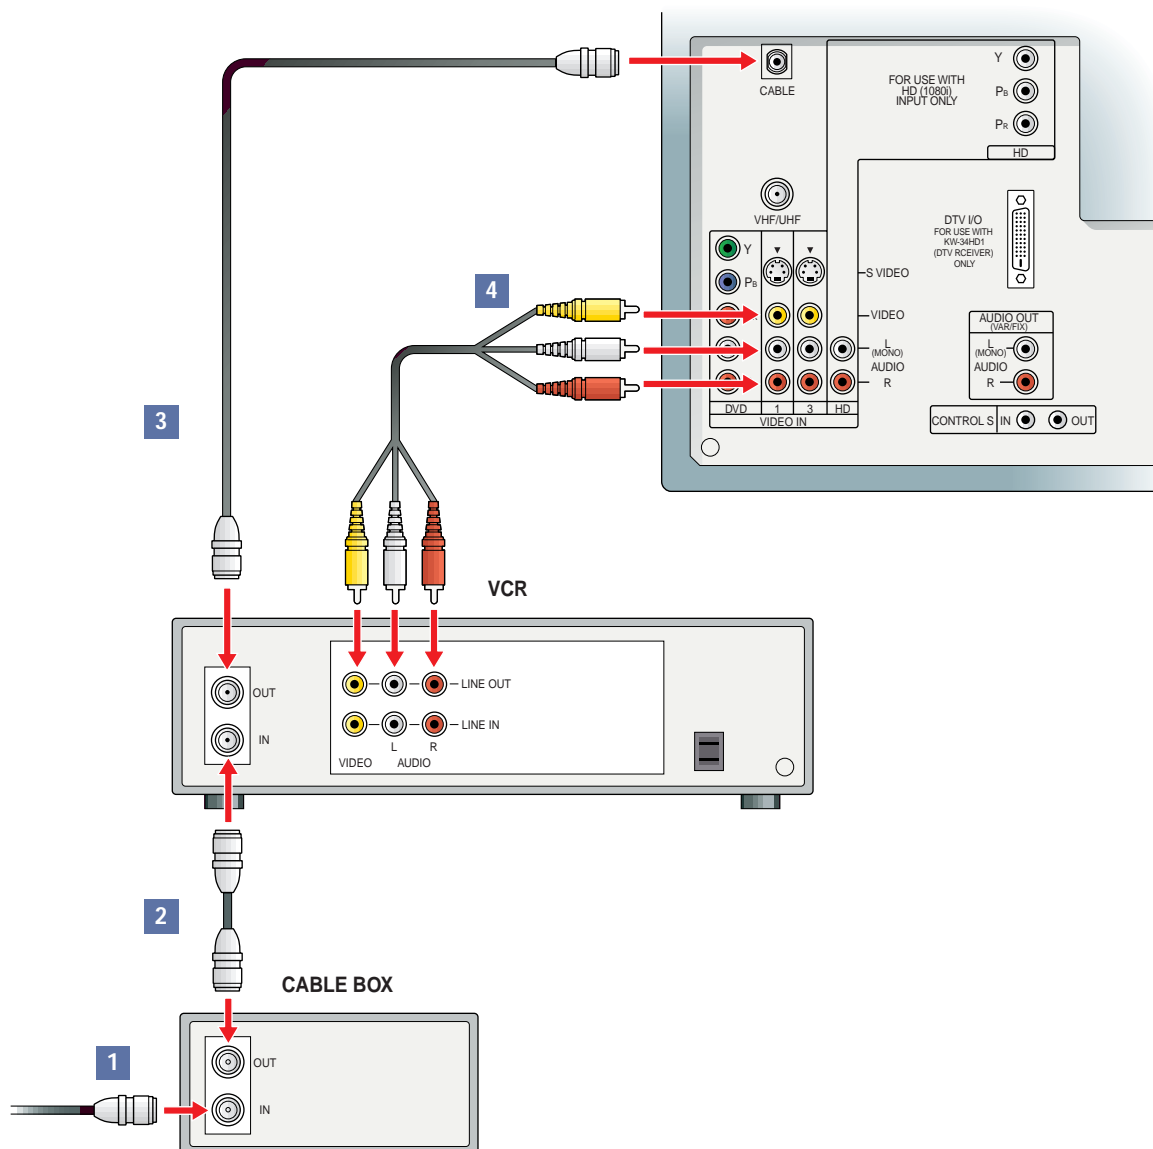 CABLE
FOR USE WITH
HD (1080i)
INPUT ONLY
Y
PB
PR
HD
VHF/UHF
DTV I/O
FOR USE WITH
KW-34HD1
(DTV RCEIVER)
ONLY
Y
PB
S VIDEO
VIDEO
L
(MONO)
AUDIO
R
DVD
1
3
HD
VIDEO IN
AUDIO OUT
(VAR/FIX)
L
(MONO)
AUDIO
R
CONTROL S
IN
OUT
4
3
VCR
OUT
IN
LINE OUT
LINE IN
L
R
VIDEO
AUDIO
2
CABLE BOX
1
OUT
IN